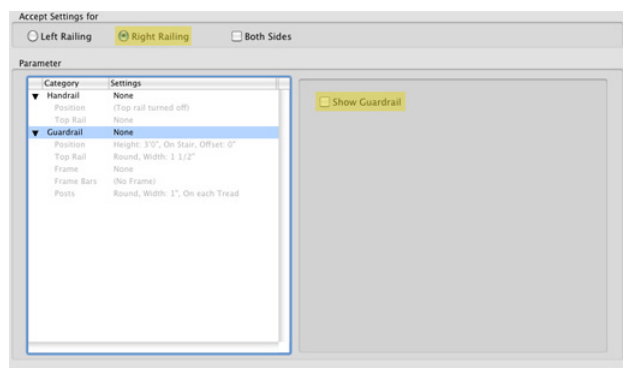 Accept Settings for
Left Railing Right Railing Both Sides
Parameter
Category Settings
Handrail None
Position (Top rail turned off)
Top Rail None
Guardrail None
Position Height: 3'0", On Stair, Offset: 0"
Top Rail Round, Width: 1 1/2"
Frame None
Frame Bars (No Frame)
Posts Round, Width: 1", On each Tread
Show Guardrail